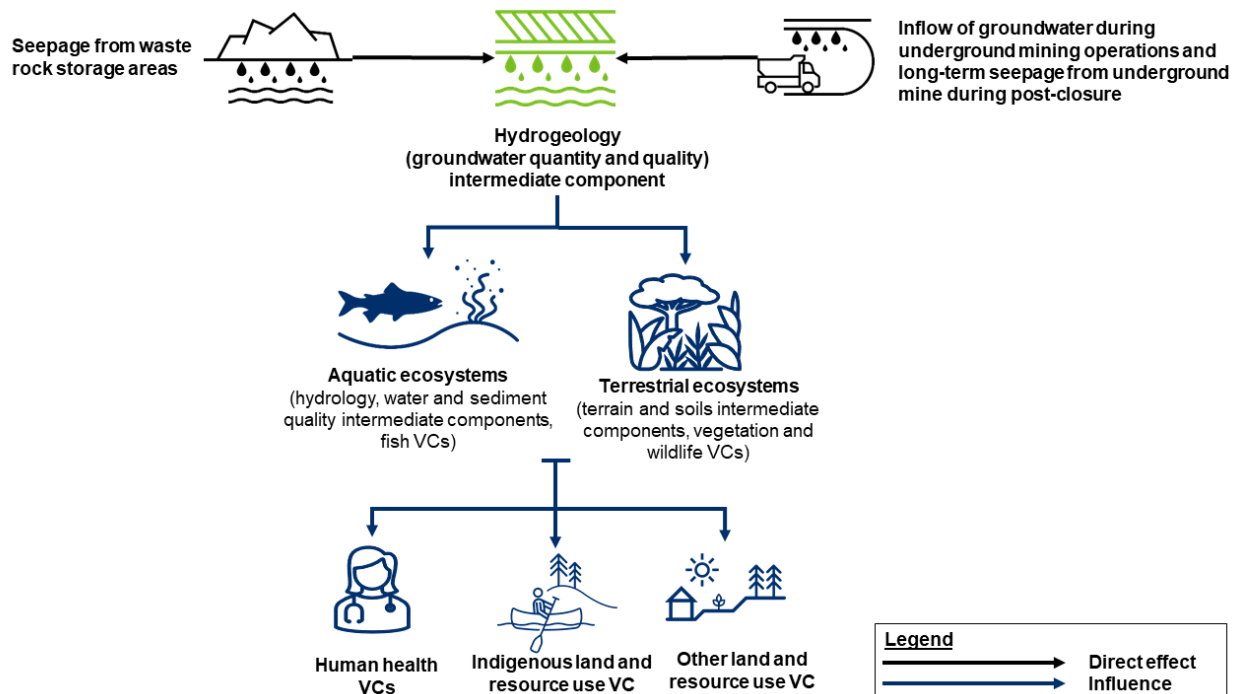 Seepage from waste
rock storage areas
Inflow of groundwater during
underground mining operations and
long-term seepage from underground
mine during post-closure
Hydrogeology
(groundwater quantity and quality)
intermediate component
Aquatic ecosystems
(hydrology, water and sediment
quality intermediate components,
fish VCs)
Terrestrial ecosystems
(terrain and soils intermediate
components, vegetation and
wildlife VCs)
Human health
VCs
Indigenous land and
resource use VC
Other land and
resource use VC
Legend
Direct effect
Influence